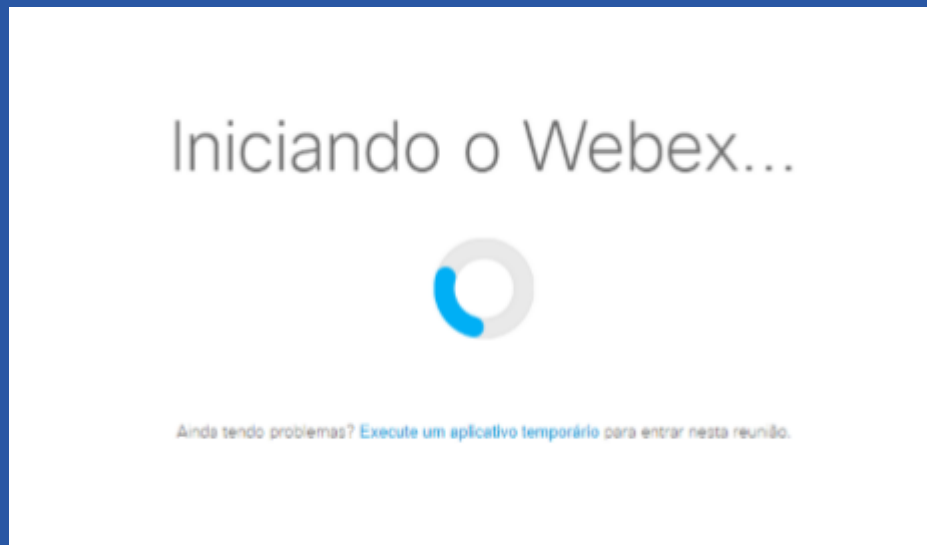 Iniciando o Webex...
Ainda tendo problemas? Execute um aplicativo temporário para entrar nesta reunião.